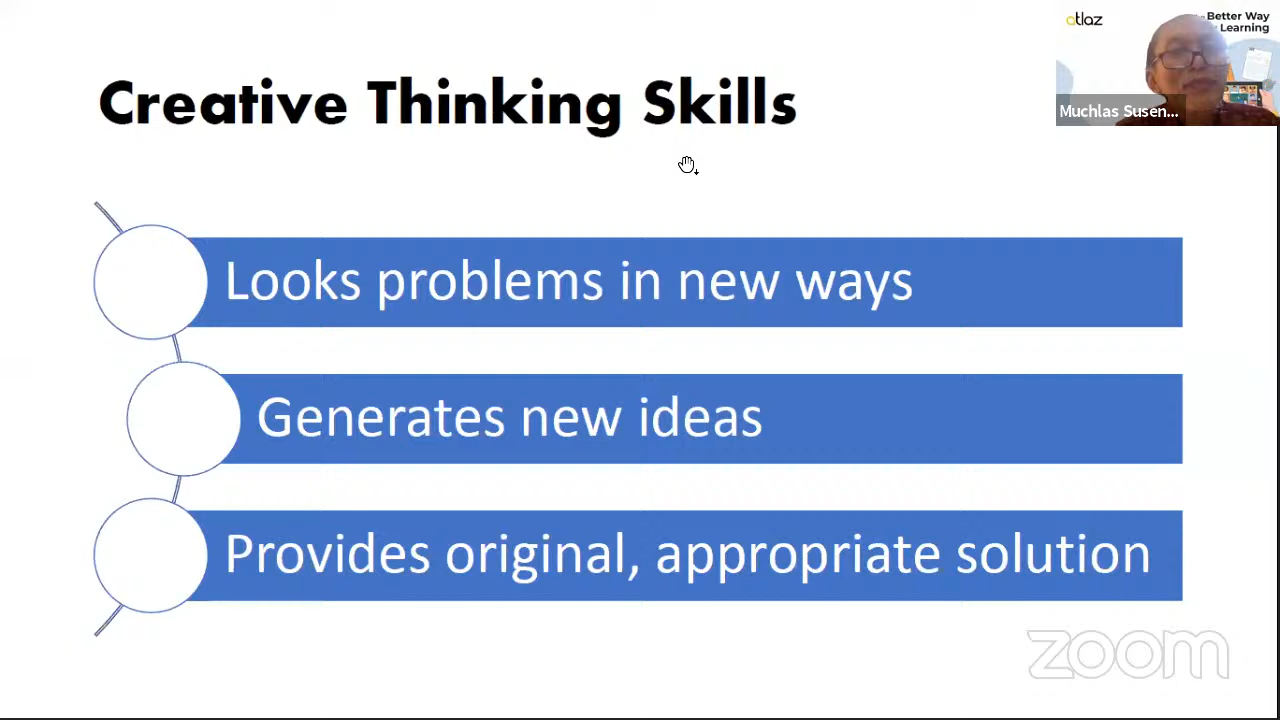 atlaz
Better Way
Learning
Creative Thinking Skills
Muchlas Susen...
Looks problems in new ways
Generates new ideas
Provides original, appropriate solution
zoom